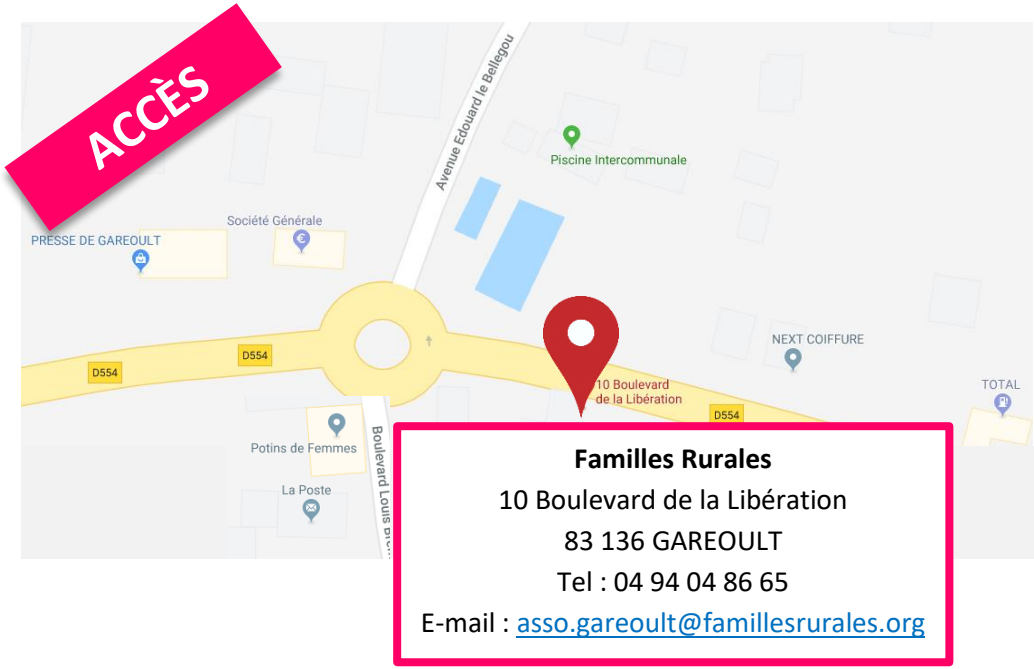 ACCÈS
Avenue Edouard le Bellegou
Piscine Intercommunale
Société Générale
PRESSE DE GAREOULT
NEXT COIFFURE
D554
D554
10 Boulevard
de la Libération
TOTAL
D554
Potins de Femmes
La Poste
Boulevard Louis
Familles Rurales
10 Boulevard de la Libération
83 136 GAREOULT
Tel : 04 94 04 86 65
E-mail : asso.gareoult@famillesrurales.org